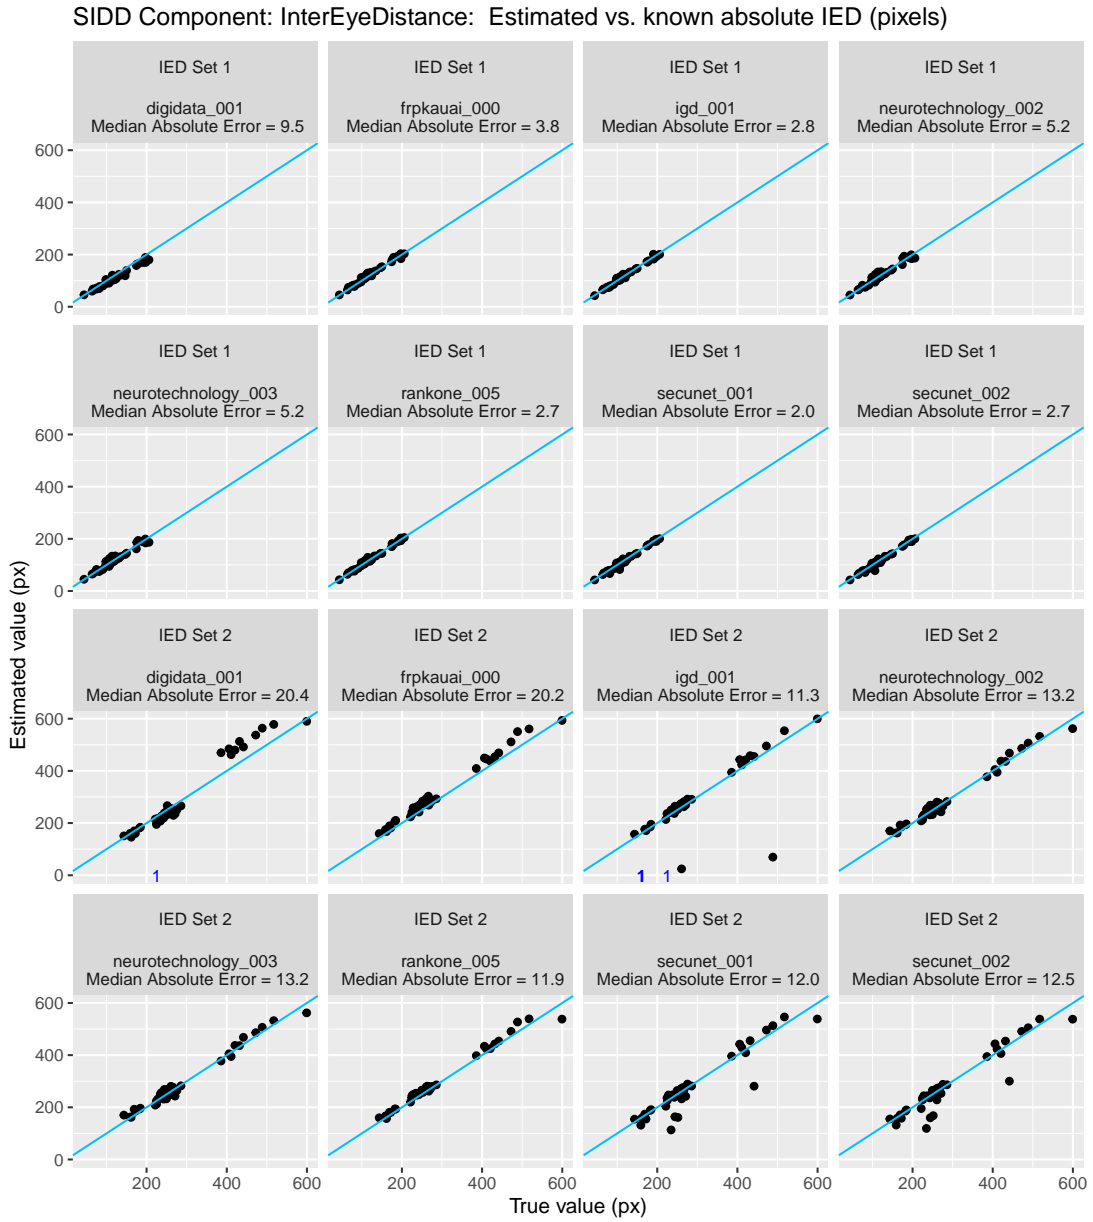 SIDD Component: InterEyeDistance:  Estimated vs. known absolute IED (pixels)
IED Set 1
digidata_001
Median Absolute Error = 9.5
IED Set 1
frpkauai_000
Median Absolute Error = 3.8
IED Set 1
igd_001
Median Absolute Error = 2.8
IED Set 1
neurotechnology_002
Median Absolute Error = 5.2
600
400
200
0
IED Set 1
neurotechnology_003
Median Absolute Error = 5.2
IED Set 1
rankone_005
Median Absolute Error = 2.7
IED Set 1
secunet_001
Median Absolute Error = 2.0
IED Set 1
secunet_002
Median Absolute Error = 2.7
600
400
200
0
Estimated value (px)
IED Set 2
digidata_001
Median Absolute Error = 20.4
IED Set 2
frpkauai_000
Median Absolute Error = 20.2
IED Set 2
igd_001
Median Absolute Error = 11.3
IED Set 2
neurotechnology_002
Median Absolute Error = 13.2
600
400
200
0
1
1
1
IED Set 2
neurotechnology_003
Median Absolute Error = 13.2
IED Set 2
rankone_005
Median Absolute Error = 11.9
IED Set 2
secunet_001
Median Absolute Error = 12.0
IED Set 2
secunet_002
Median Absolute Error = 12.5
600
400
200
0
200
400
600
200
400
600
200
400
600
200
400
600
True value (px)